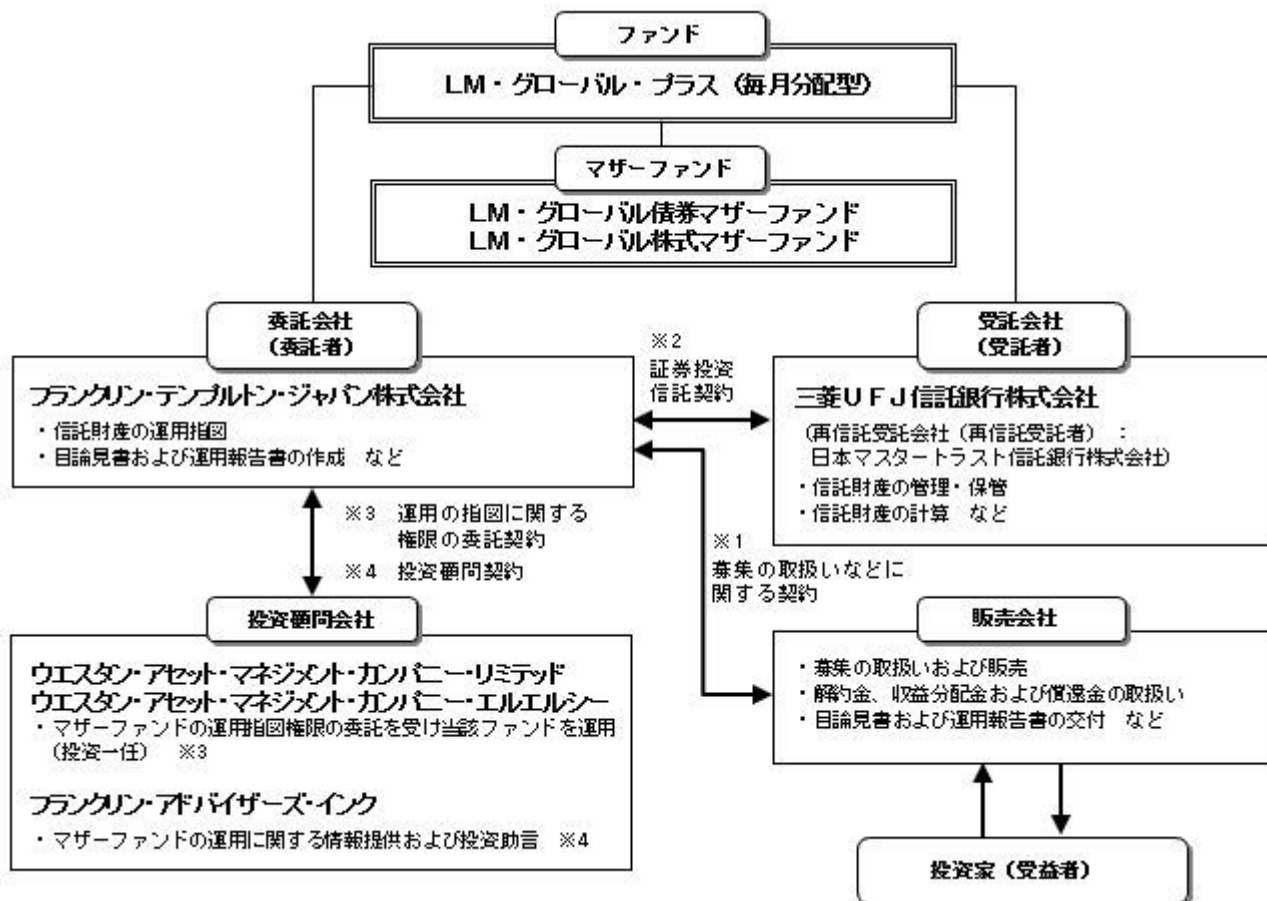 ファンド
LM・グローバル・プラス（毎月分配型）
マザーファンド
LM・グローバル債券マザーファンド
LM・グローバル株式マザーファンド
委託会社
（委託者）
フランクリン・テンプルトン・ジャパン株式会社
・信託財産の運用指図
・目論見書および運用報告書の作成　など
※2
証券投資
信託契約
受託会社
（受託者）
三菱ＵＦＪ信託銀行株式会社
（再信託受託会社（再信託受託者）：
日本マスタートラスト信託銀行株式会社）
・信託財産の管理・保管
・信託財産の計算　など
※3　運用の指図に関する
権限の委託契約
※4　投資顧問契約
※1
募集の取扱いなどに
関する契約
投資顧問会社
ウエスタン・アセット・マネジメント・カンパニー・リミテッド
ウエスタン・アセット・マネジメント・カンパニー・エルエルシー
・マザーファンドの運用指図権限の委託を受け当該ファンドを運用
（投資一任）　※3
フランクリン・アドバイザーズ・インク
・マザーファンドの運用に関する情報提供および投資助言　※4
販売会社
・募集の取扱いおよび販売
・解約金、収益分配金および償還金の取扱い
・目論見書および運用報告書の交付　など
投資家（受益者）